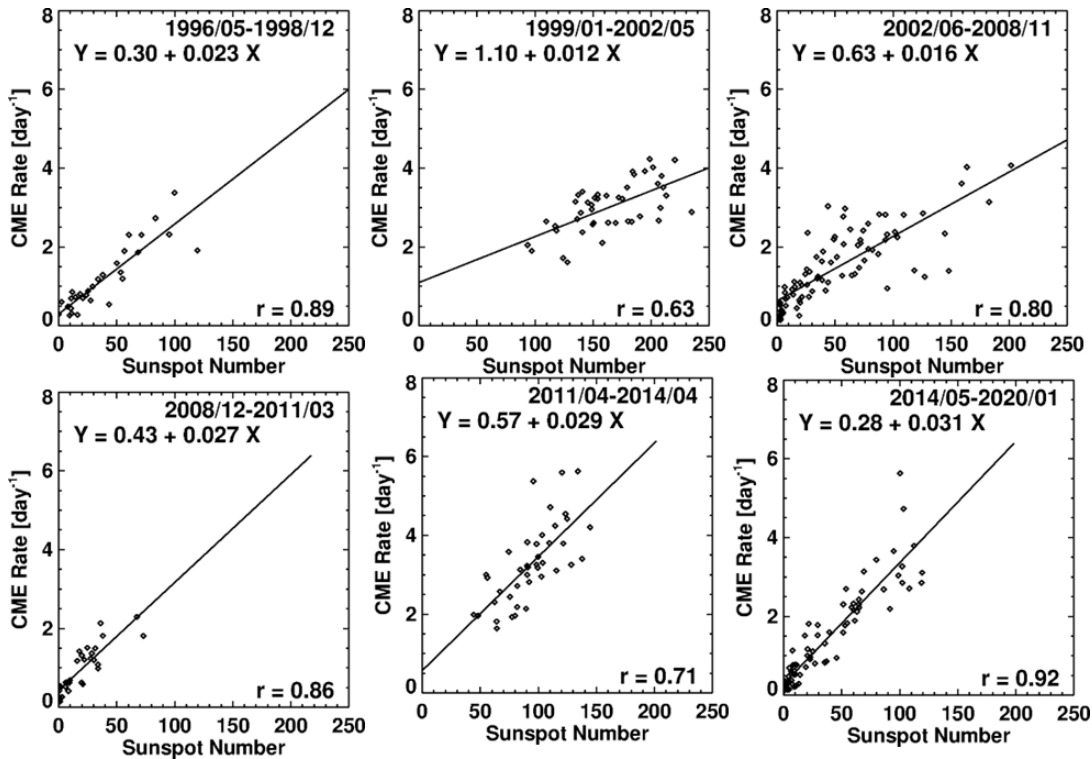 1996/05-1998/12
Y = 0.30 + 0.023 X
r = 0.89
CME Rate [day⁻¹]
0
2
4
6
8
0 50 100 150 200 250
Sunspot Number
1999/01-2002/05
Y = 1.10 + 0.012 X
r = 0.63
CME Rate [day⁻¹]
0
2
4
6
8
0 50 100 150 200 250
Sunspot Number
2002/06-2008/11
Y = 0.63 + 0.016 X
r = 0.80
CME Rate [day⁻¹]
0
2
4
6
8
0 50 100 150 200 250
Sunspot Number
2008/12-2011/03
Y = 0.43 + 0.027 X
r = 0.86
CME Rate [day⁻¹]
0
2
4
6
8
0 50 100 150 200 250
Sunspot Number
2011/04-2014/04
Y = 0.57 + 0.029 X
r = 0.71
CME Rate [day⁻¹]
0
2
4
6
8
0 50 100 150 200 250
Sunspot Number
2014/05-2020/01
Y = 0.28 + 0.031 X
r = 0.92
CME Rate [day⁻¹]
0
2
4
6
8
0 50 100 150 200 250
Sunspot Number